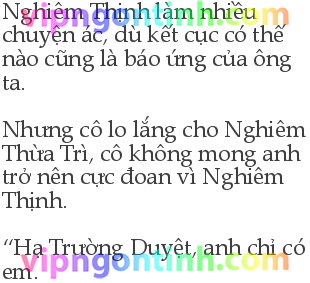 Nghiêm Thịnh làm nhiều
vipngontinh.com
chuyện ác, dù kết cục có thế
nào cũng là báo ứng của ông
ta.
Nhưng cô lo lắng cho Nghiêm
Thừa Trì, cô không mong anh
trở nên cực đoan vì Nghiêm
Thịnh.
“Hạ Trường Duyệt, anh chỉ có
vipngontinh.com
em.